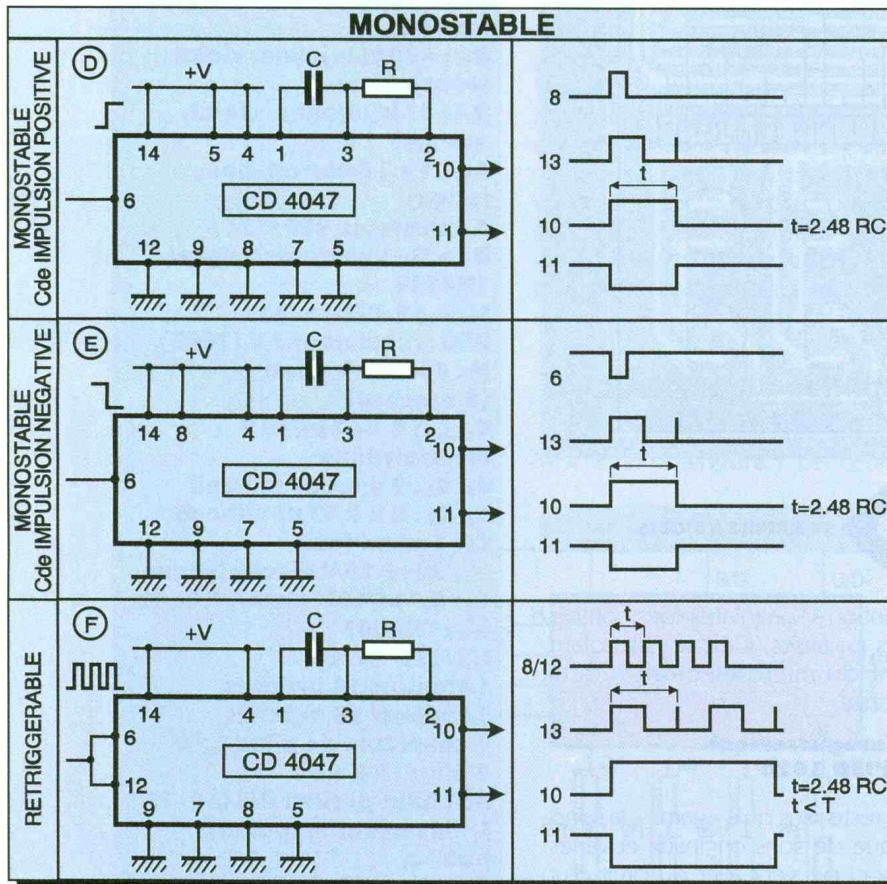 MONOSTABLE
MONOSTABLE
Cde IMPULSION POSITIVE
D
+V
C
R
14 5 4 1 3 2
6
10
CD 4047
11
12 9 8 7 5
8
13
t
10
t=2.48 RC
11
MONOSTABLE
Cde IMPULSION NEGATIVE
E
+V
C
R
14 8 4 1 3 2
6
10
CD 4047
11
12 9 7 5
6
13
t
10
t=2.48 RC
11
RETRIGGERABLE
F
+V
C
R
14 4 1 3 2
6
10
CD 4047
12
11
9 7 8 5
t
8/12
13
10
t=2.48 RC
t < T
11